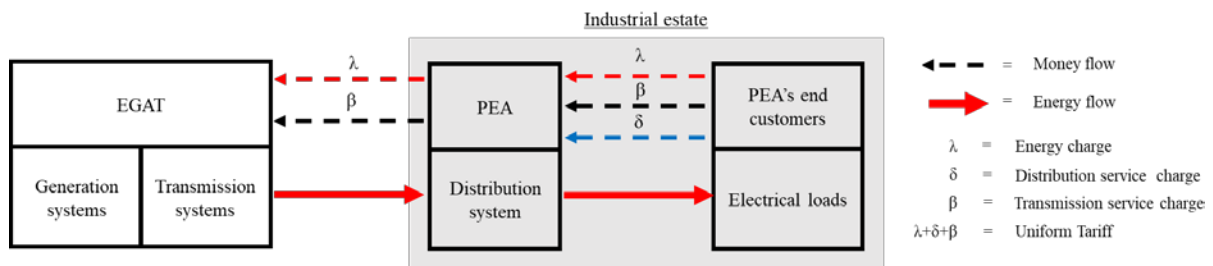 Industrial estate
EGAT
Generation
systems
Transmission
systems
λ
β
PEA
Distribution
system
λ
β
δ
PEA's end
customers
Electrical loads
= Money flow
= Energy flow
λ = Energy charge
δ = Distribution service charge
β = Transmission service charge
λ+δ+β = Uniform Tariff